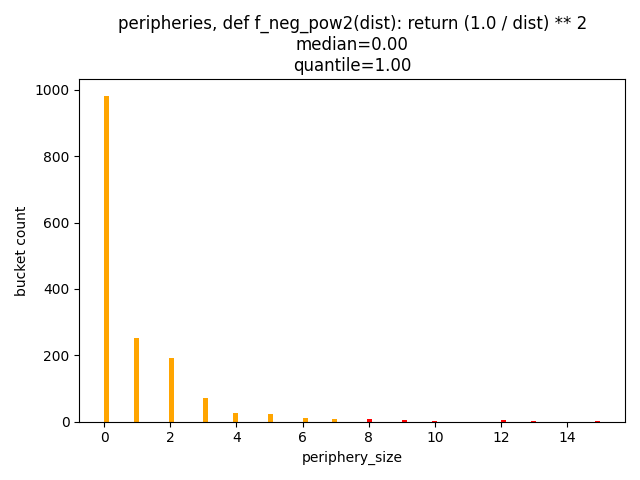 peripheries, def f_neg_pow2(dist): return (1.0 / dist) ** 2
median=0.00
quantile=1.00
1000
800
600
400
200
0
bucket count
0 2 4 6 8 10 12 14
periphery_size